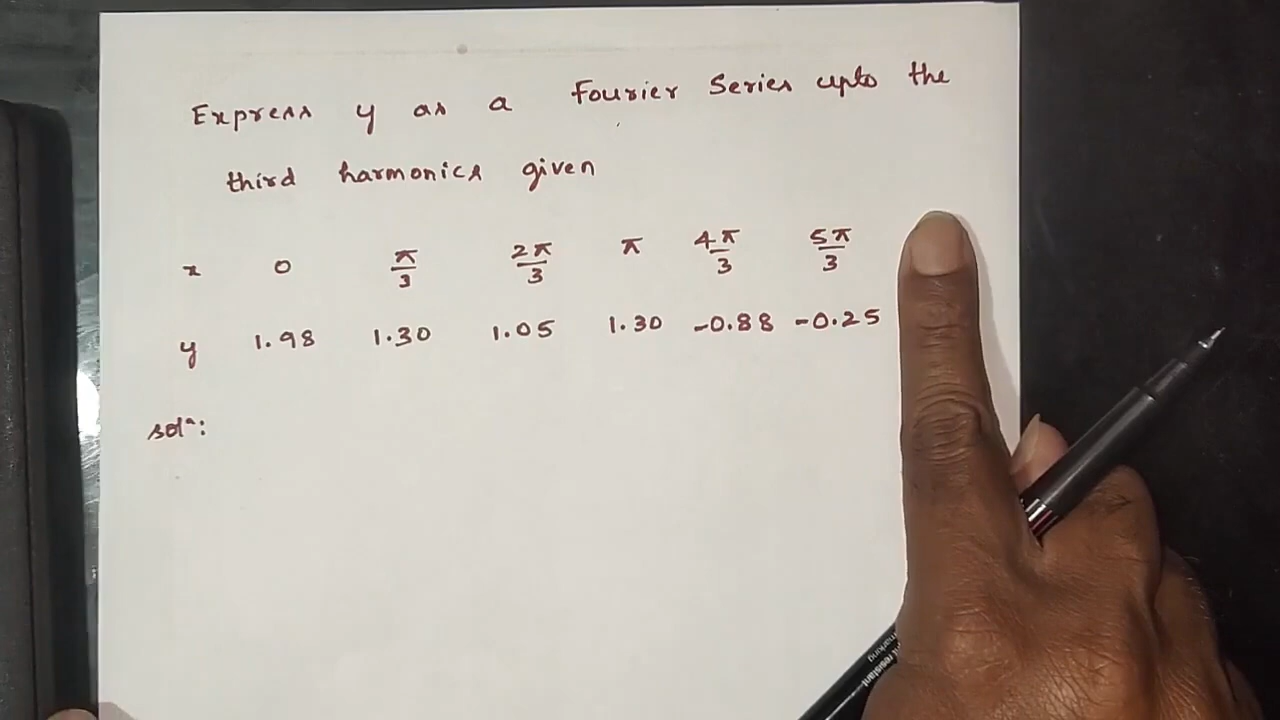 Express y as a Fourier Series upto the
third harmonics given
x 0 π/3 2π/3 π 4π/3 5π/3
y 1.98 1.30 1.05 1.30 -0.88 -0.25
solⁿ: